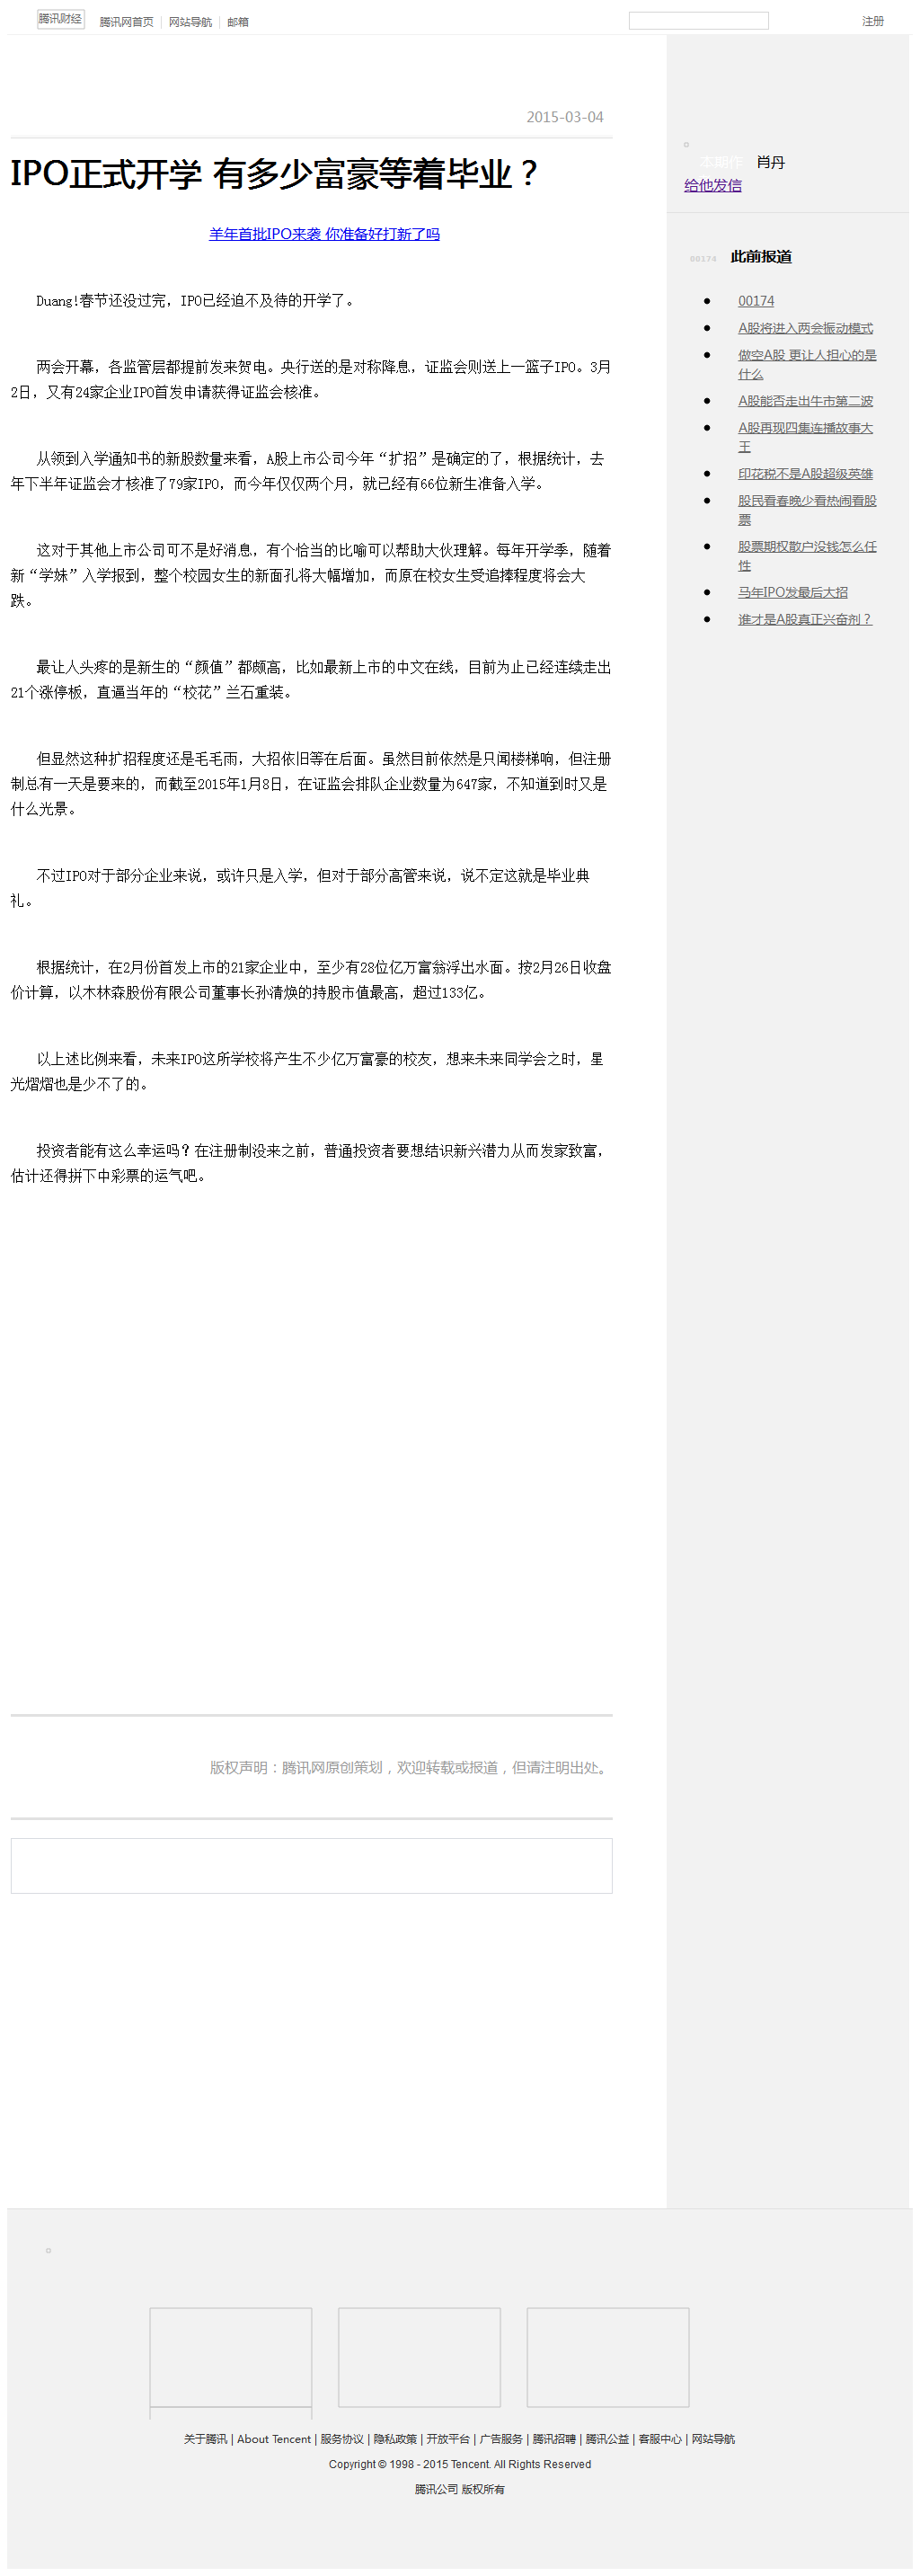 腾讯财经 腾讯网首页 网站导航 邮箱 注册
2015-03-04
IPO正式开学 有多少富豪等着毕业？
羊年首批IPO来袭 你准备好打新了吗
Duang!春节还没过完，IPO已经迫不及待的开学了。
两会开幕，各监管层都提前发来贺电。央行送的是对称降息，证监会则送上一篮子IPO。3月
2日，又有24家企业IPO首发申请获得证监会核准。
从领到入学通知书的新股数量来看，A股上市公司今年“扩招”是确定的了，根据统计，去
年下半年证监会才核准了79家IPO，而今年仅仅两个月，就已经有66位新生准备入学。
这对于其他上市公司可不是好消息，有个恰当的比喻可以帮助大伙理解。每年开学季，随着
新“学妹”入学报到，整个校园女生的新面孔将大幅增加，而原在校女生受追捧程度将会大
跌。
最让人头疼的是新生的“颜值”都颇高，比如最新上市的中文在线，目前为止已经连续走出
21个涨停板，直逼当年的“校花”兰石重装。
但显然这种扩招程度还是毛毛雨，大招依旧等在后面。虽然目前依然是只闻楼梯响，但注册
制总有一天是要来的，而截至2015年1月8日，在证监会排队企业数量为647家，不知道到时又是
什么光景。
不过IPO对于部分企业来说，或许只是入学，但对于部分高管来说，说不定这就是毕业典
礼。
根据统计，在2月份首发上市的21家企业中，至少有28位亿万富翁浮出水面。按2月26日收盘
价计算，以木林森股份有限公司董事长孙清焕的持股市值最高，超过133亿。
以上述比例来看，未来IPO这所学校将产生不少亿万富豪的校友，想来未来同学会之时，星
光熠熠也是少不了的。
投资者能有这么幸运吗？在注册制没来之前，普通投资者要想结识新兴潜力从而发家致富，
估计还得拼下中彩票的运气吧。
版权声明：腾讯网原创策划，欢迎转载或报道，但请注明出处。
本期作 肖丹
给他发信
00174 此前报道
00174
A股将进入两会振动模式
做空A股 更让人担心的是
什么
A股能否走出牛市第二波
A股再现四集连播故事大
王
印花税不是A股超级英雄
股民看春晚少看热闹看股
票
股票期权散户没钱怎么任
性
马年IPO发最后大招
谁才是A股真正兴奋剂？
关于腾讯 | About Tencent | 服务协议 | 隐私政策 | 开放平台 | 广告服务 | 腾讯招聘 | 腾讯公益 | 客服中心 | 网站导航
Copyright © 1998 - 2015 Tencent. All Rights Reserved
腾讯公司 版权所有